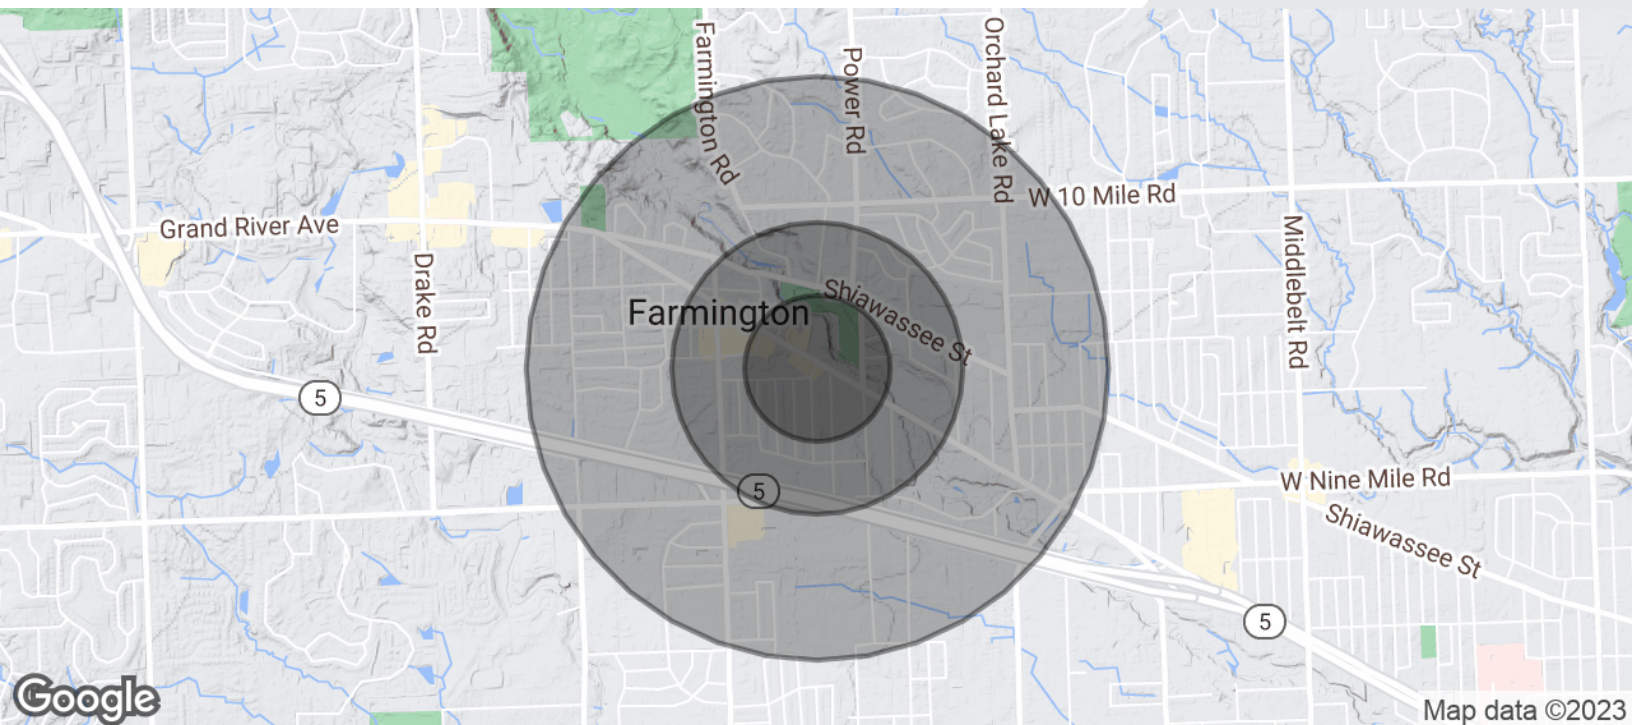 Farmington Rd
Power Rd
Orchard Lake Rd
W 10 Mile Rd
Grand River Ave
Drake Rd
Middlebelt Rd
Shiawassee St
Farmington
5
5
W Nine Mile Rd
Shiawassee St
5
Google
Map data ©2023